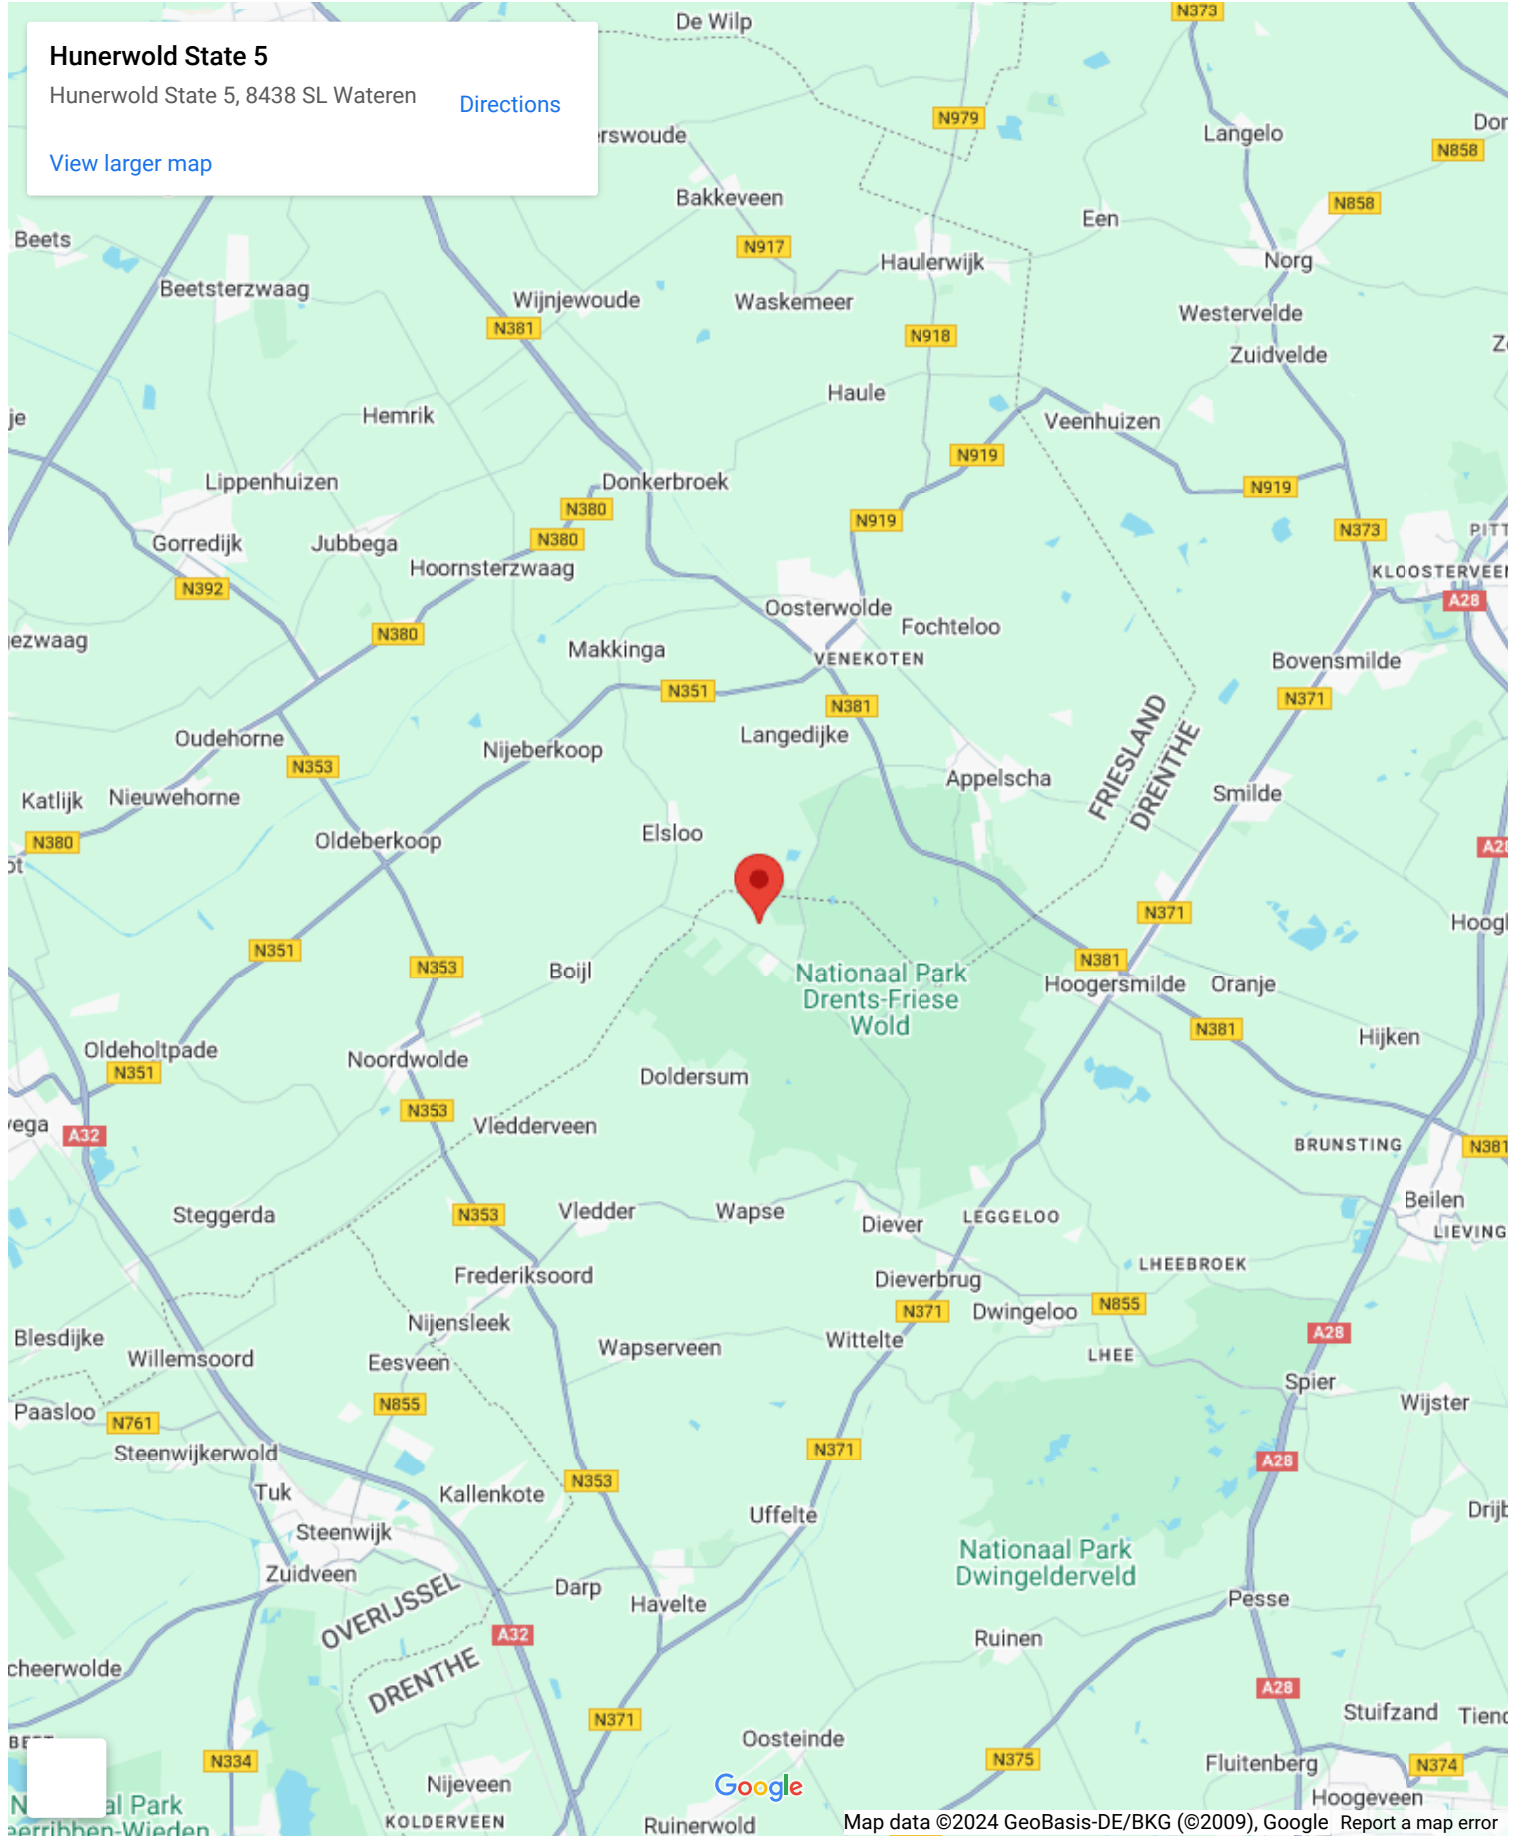 Hunerwold State 5
Hunerwold State 5, 8438 SL Wateren
Directions
View larger map
De Wilp
N373
N979
Langelo
N858
erswoude
Bakkeveen
N858
Een
Beets
N917
Haulerwijk
Norg
Beetsterzwaag
Wijnjewoude
Waskemeer
Westervelde
N381
N918
Zuidvelde
Haule
Hemrik
Veenhuizen
N919
Lippenhuizen
Donkerbroek
N919
N380
N919
N373
Gorredijk
Jubbega
N380
Hoornsterzwaag
KLOOSTERVEEN
N392
A28
Oosterwolde
Fochteloo
N380
Makkinga
VENEKOTEN
Bovensmilde
N351
N371
N381
Oudehorne
Nijeberkoop
Langedijke
FRIESLAND
DRENTHE
N353
Appelscha
Katlijk
Nieuwehorne
Smilde
N380
Oldeberkoop
Elsloo
A28
N371
N351
N353
Boijl
N381
Nationaal Park
Drents-Friese
Wold
Hoogersmilde
Oranje
N381
Hijken
Oldeholtpade
N351
Noordwolde
Doldersum
N353
Vledderveen
A32
BRUNSTING
N381
Beilen
Steggerda
N353
Vledder
Wapse
Diever
LEGGELOO
LIEVING
Frederiksoord
Dieverbrug
LHEEBROEK
N371
Dwingeloo
N855
Nijensleek
Blesdijke
Willemsoord
Eesveen
Wapserveen
Wittelte
LHEE
A28
Spier
Paasloo
N761
N855
Wijster
Steenwijkerwold
N371
A28
Tuk
Kallenkote
N353
Uffelte
Steenwijk
Nationaal Park
Dwingelderveld
Zuidveen
Darp
Havelte
Pesse
OVERIJSSEL
DRENTHE
A32
Ruinen
cheerwolde
A28
N371
Stuifzand
Oosteinde
N334
N375
Fluitenberg
N374
Nijeveen
Google
Hoogeveen
KOLDERVEEN
Ruinerwold
Map data ©2024 GeoBasis-DE/BKG (©2009), Google
Report a map error